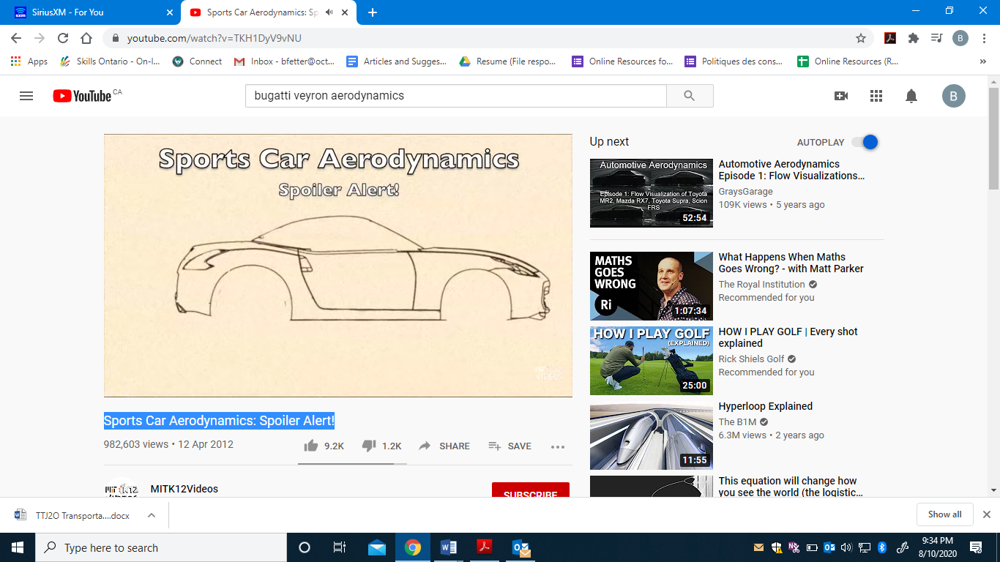 SiriusXM - For You
Sports Car Aerodynamics: Sp
youtube.com/watch?v=TKH1DyV9vNU
B
Apps
Skills Ontario - On-l...
Connect
Inbox - bfetter@oct...
Articles and Sugges...
Resume (File respo...
Online Resources fo...
Politiques des cons...
Online Resources (R...
YouTube CA
bugatti veyron aerodynamics
B
Sports Car Aerodynamics
Spoiler Alert!
MIT K12
VIDEOS
Sports Car Aerodynamics: Spoiler Alert!
982,603 views • 12 Apr 2012
9.2K
1.2K
SHARE
SAVE
MITK12Videos
SUBSCRIBE
Up next
AUTOPLAY
Automotive Aerodynamics
Episode 1: Flow Visualization of Toyota
MR2, Mazda RX7, Toyota Supra, Scion
FRS
52:54
Automotive Aerodynamics
Episode 1: Flow Visualizations...
GraysGarage
109K views • 5 years ago
MATHS
GOES
WRONG
Ri
1:07:34
What Happens When Maths
Goes Wrong? - with Matt Parker
The Royal Institution
Recommended for you
HOW I PLAY GOLF
(EXPLAINED)
25:00
HOW I PLAY GOLF | Every shot
explained
Rick Shiels Golf
Recommended for you
11:55
Hyperloop Explained
The B1M
6.3M views • 2 years ago
This equation will change how
you see the world (the logistic...
TTJ2O Transporta....docx
Show all
Type here to search
9:34 PM
8/10/2020